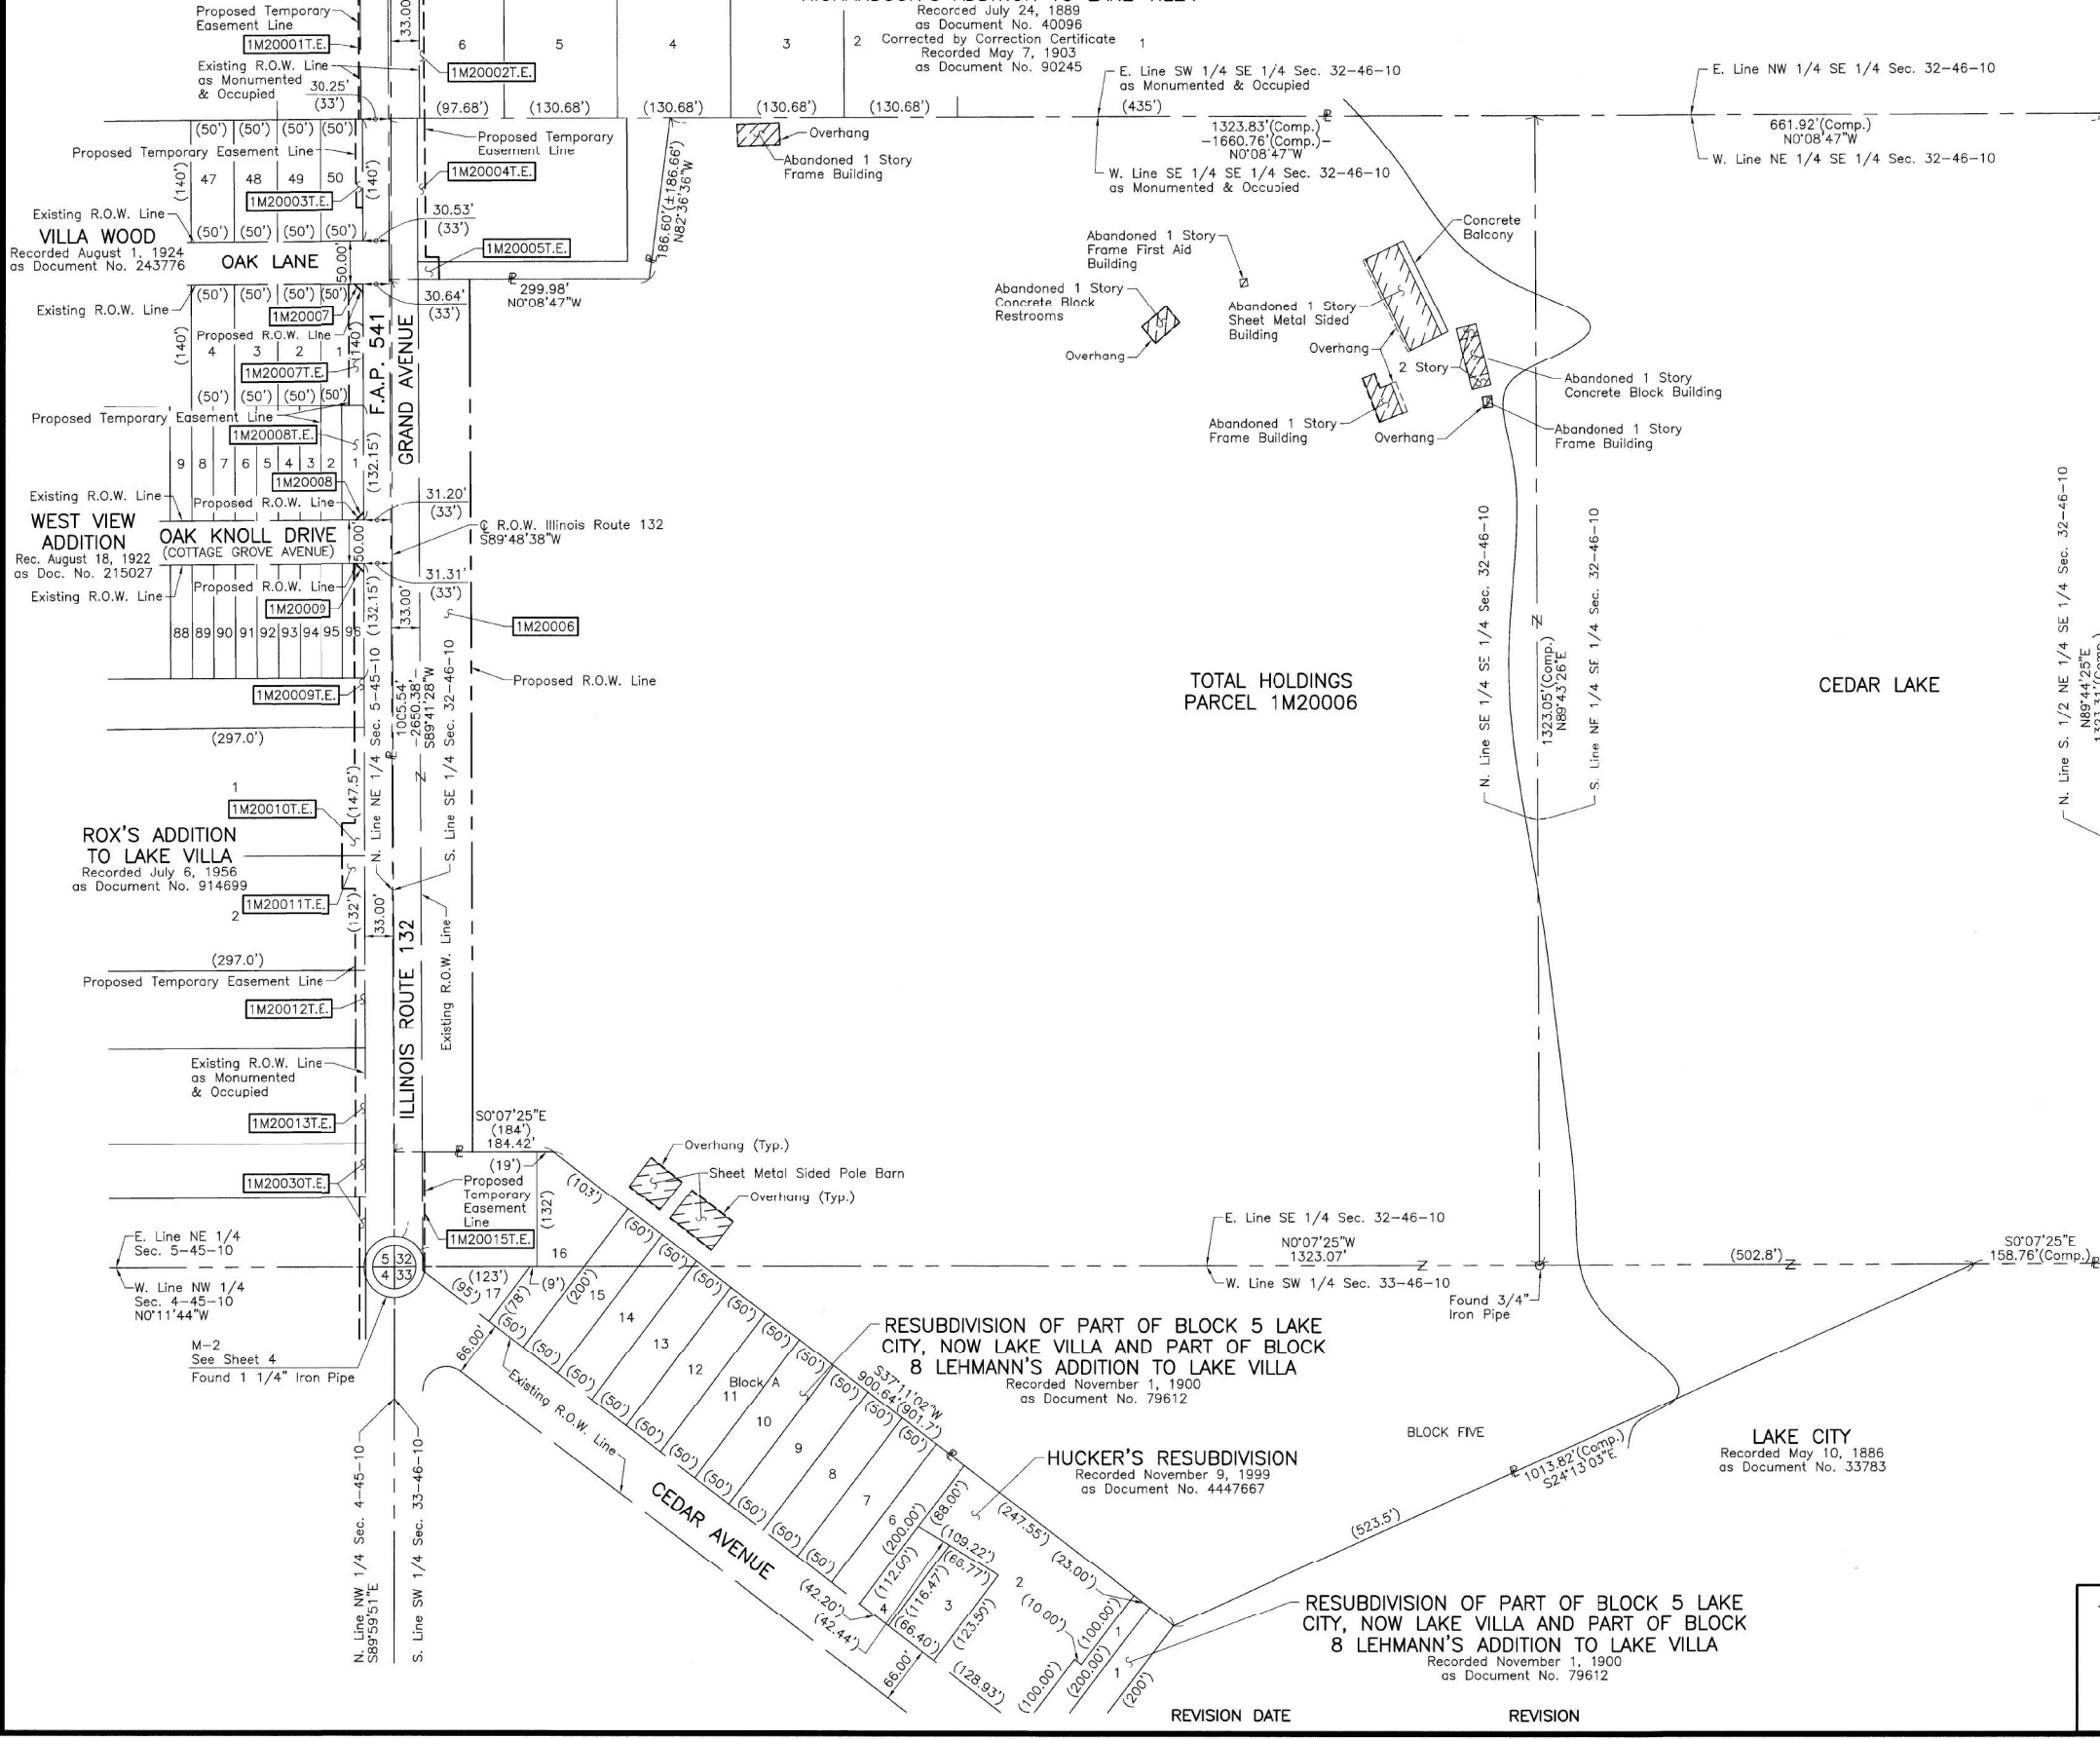 Proposed Temporary
Easement Line
1M20001T.E.
Existing R.O.W. Line
as Monumented
& Occupied
30.25'
(33')
33.00'
6
5
4
3
2
1
1M20002T.E.
Recorded July 24, 1889
as Document No. 40096
Corrected by Correction Certificate
Recorded May 7, 1903
as Document No. 90245
(97.68')
(130.68')
(130.68')
(130.68')
(130.68')
(435')
E. Line SW 1/4 SE 1/4 Sec. 32-46-10
as Monumented & Occupied
1323.83'(Comp.)
-1660.76'(Comp.)-
N0°08'47"W
W. Line SE 1/4 SE 1/4 Sec. 32-46-10
as Monumented & Occupied
E. Line NW 1/4 SE 1/4 Sec. 32-46-10
661.92'(Comp.)
N0°08'47"W
W. Line NE 1/4 SE 1/4 Sec. 32-46-10
(50') (50') (50') (50')
Proposed Temporary Easement Line
(140')
47 48 49 50
(140')
1M20003T.E.
Existing R.O.W. Line
VILLA WOOD
Recorded August 1, 1924
as Document No. 243776
(50') (50') (50') (50')
OAK LANE
50.00'
Proposed Temporary
Easement Line
1M20004T.E.
30.53'
(33')
1M20005T.E.
186.60'(±186.66')
N82°36'36"W
299.98'
N0°08'47"W
30.64'
(33')
Overhang
Abandoned 1 Story
Frame Building
Existing R.O.W. Line
(50') (50') (50') (50')
1M20007
Proposed R.O.W. Line
(140')
4 3 2 1
(140')
1M20007T.E.
(50') (50') (50') (50')
F.A.P. 541
GRAND AVENUE
Proposed Temporary Easement Line
1M20008T.E.
(132.15')
9 8 7 6 5 4 3 2 1
1M20008
Existing R.O.W. Line
Proposed R.O.W. Line
WEST VIEW
ADDITION
Rec. August 18, 1922
as Doc. No. 215027
OAK KNOLL DRIVE
(COTTAGE GROVE AVENUE)
50.00'
31.20'
(33')
℄ R.O.W. Illinois Route 132
S89°48'38"W
31.31'
(33')
Existing R.O.W. Line
Proposed R.O.W. Line
1M20009
(132.15')
33.00'
1M20006
88 89 90 91 92 93 94 95 96
1M20009T.E.
Proposed R.O.W. Line
(297.0')
N. Line NE 1/4 Sec. 5-45-10
1005.54'
-2650.38'-
S89°41'28"W
S. Line SE 1/4 Sec. 32-46-10
Abandoned 1 Story
Frame First Aid
Building
Abandoned 1 Story
Concrete Block
Restrooms
Overhang
Abandoned 1 Story
Sheet Metal Sided
Building
Overhang
Concrete
Balcony
2 Story
Abandoned 1 Story
Concrete Block Building
Abandoned 1 Story
Frame Building
Overhang
Abandoned 1 Story
Frame Building
TOTAL HOLDINGS
PARCEL 1M20006
N. Line SE 1/4 SE 1/4 Sec. 32-46-10
1323.05'(Comp.)
N89°43'26"E
S. Line NE 1/4 SE 1/4 Sec. 32-46-10
CEDAR LAKE
N. Line S. 1/2 NE 1/4 SE 1/4 Sec. 32-46-10
N89°44'25"E
1323.31'(Comp.)
1
1M20010T.E.
(147.5')
ROX'S ADDITION
TO LAKE VILLA
Recorded July 6, 1956
as Document No. 914699
1M20011T.E.
2
(132')
33.00'
ILLINOIS ROUTE 132
Existing R.O.W. Line
(297.0')
Proposed Temporary Easement Line
1M20012T.E.
Existing R.O.W. Line
as Monumented
& Occupied
1M20013T.E.
1M20030T.E.
S0°07'25"E
(184')
184.42'
(19')
Proposed
Temporary
Easement
Line
(132')
1M20015T.E.
(103')
Overhang (Typ.)
Sheet Metal Sided Pole Barn
Overhang (Typ.)
E. Line NE 1/4
Sec. 5-45-10
W. Line NW 1/4
Sec. 4-45-10
N0°11'44"W
5 32
4 33
M-2
See Sheet 4
Found 1 1/4" Iron Pipe
(123')
17
(95')
(78')
(9')
16
(200')
15
14
13
12
Block A
11
10
9
8
7
6
(50') (50') (50') (50') (50') (50') (50') (50') (50')
(50') (50') (50') (50') (50') (50') (50') (50') (50') (50')
66.00'
Existing R.O.W. Line
CEDAR AVENUE
S37°11'02"W
900.64'(901.7')
E. Line SE 1/4 Sec. 32-46-10
N0°07'25"W
1323.07'
W. Line SW 1/4 Sec. 33-46-10
Found 3/4"
Iron Pipe
(502.8')
S0°07'25"E
158.76'(Comp.)
RESUBDIVISION OF PART OF BLOCK 5 LAKE
CITY, NOW LAKE VILLA AND PART OF BLOCK
8 LEHMANN'S ADDITION TO LAKE VILLA
Recorded November 1, 1900
as Document No. 79612
HUCKER'S RESUBDIVISION
Recorded November 9, 1999
as Document No. 4447667
BLOCK FIVE
1013.82'(Comp.)
S24°13'03"E
(523.5')
LAKE CITY
Recorded May 10, 1886
as Document No. 33783
N. Line NW 1/4 Sec. 4-45-10
S89°59'51"E
S. Line SW 1/4 Sec. 33-46-10
(200.00')
(88.00')
(109.22')
(66.77')
(112.00')
(116.47')
(247.55')
(23.00')
2
3
4
(42.20')
(42.44')
(66.40')
(123.50')
66.00'
(10.00')
(100.00')
1
(128.93')
(100.00')
(200.00')
1
(200')
RESUBDIVISION OF PART OF BLOCK 5 LAKE
CITY, NOW LAKE VILLA AND PART OF BLOCK
8 LEHMANN'S ADDITION TO LAKE VILLA
Recorded November 1, 1900
as Document No. 79612
REVISION DATE
REVISION